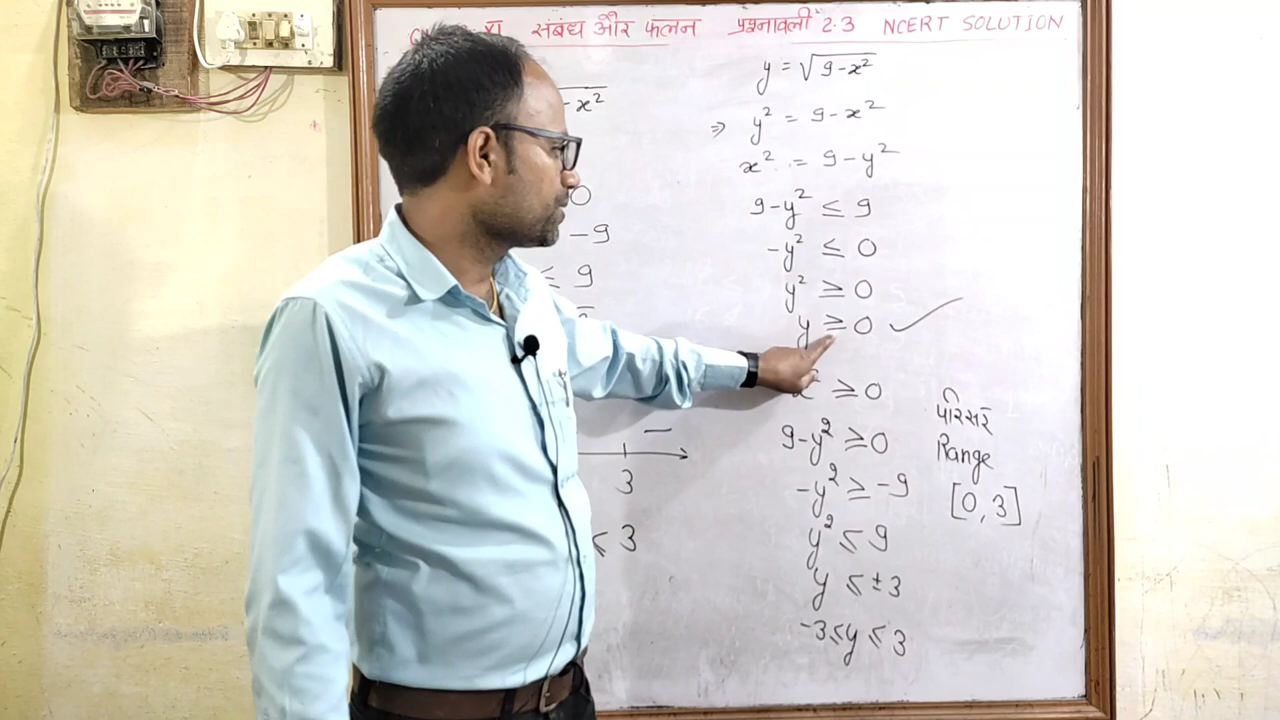 संबंध और फलन प्रश्नावली 2.3 NCERT SOLUTION
-x²
0
-9
≤ 9
3
≤ 3
y = √9-x²
⇒ y² = 9-x²
x² = 9-y²
9-y² ≤ 9
-y² ≤ 0
y² ≥ 0
y ≥ 0 ✓
≥ 0
9-y² ≥ 0
-y² ≥ -9
y² ≤ 9
y ≤ ±3
-3 ≤ y ≤ 3
परिसर
Range
[0, 3]